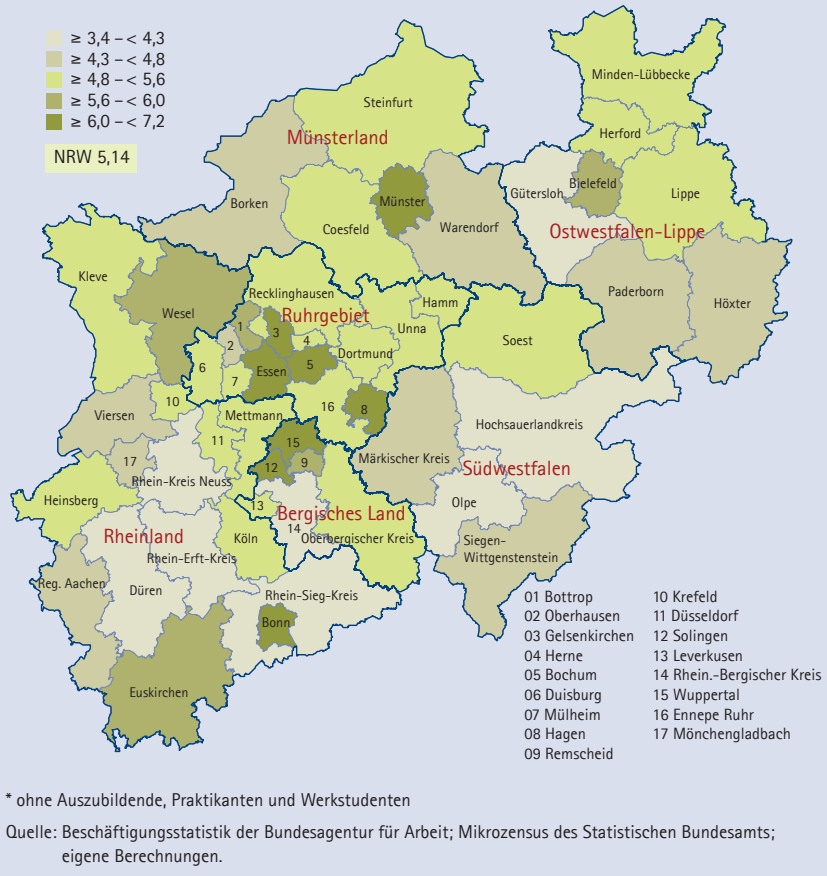 ≥ 3,4 – < 4,3
≥ 4,3 – < 4,8
≥ 4,8 – < 5,6
≥ 5,6 – < 6,0
≥ 6,0 – < 7,2
NRW 5,14
Minden-Lübbecke
Steinfurt
Herford
Münsterland
Bielefeld
Gütersloh
Lippe
Münster
Borken
Coesfeld
Warendorf
Ostwestfalen-Lippe
Kleve
Recklinghausen
Hamm
Paderborn
Höxter
Wesel
Ruhrgebiet
Unna
Soest
1
3
2
4
Dortmund
6
7
Essen
5
10
16
8
Viersen
Mettmann
Hochsauerlandkreis
11
15
17
12
9
Märkischer Kreis
Südwestfalen
Rhein-Kreis Neuss
Heinsberg
13
Olpe
Bergisches Land
14
Rheinland
Köln
Oberbergischer Kreis
Siegen-
Wittgenstenstein
Rhein-Erft-Kreis
Reg. Aachen
Düren
Rhein-Sieg-Kreis
Bonn
Euskirchen
01 Bottrop
02 Oberhausen
03 Gelsenkirchen
04 Herne
05 Bochum
06 Duisburg
07 Mülheim
08 Hagen
09 Remscheid
10 Krefeld
11 Düsseldorf
12 Solingen
13 Leverkusen
14 Rhein.-Bergischer Kreis
15 Wuppertal
16 Ennepe Ruhr
17 Mönchengladbach
* ohne Auszubildende, Praktikanten und Werkstudenten
Quelle: Beschäftigungsstatistik der Bundesagentur für Arbeit; Mikrozensus des Statistischen Bundesamts;
eigene Berechnungen.